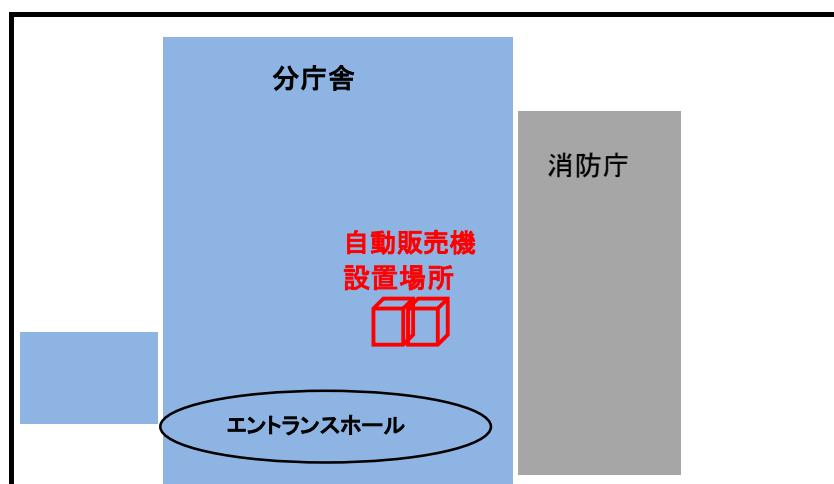 分庁舎
消防庁
自動販売機
設置場所
エントランスホール